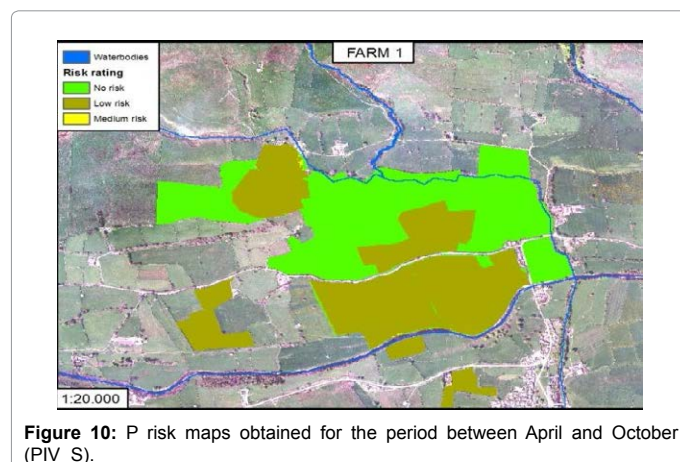 FARM 1
Waterbodies
Risk rating
No risk
Low risk
Medium risk
1:20.000
Figure 10: P risk maps obtained for the period between April and October
(PIV_S).